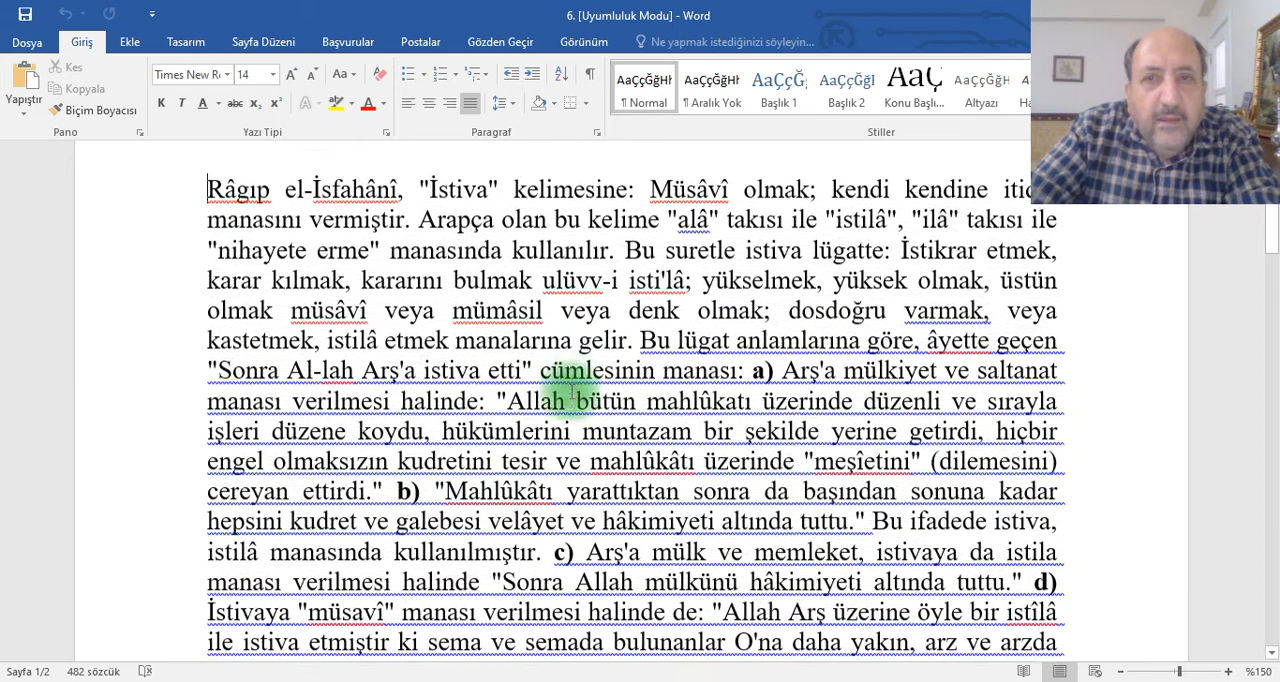 6. [Uyumluluk Modu] - Word
Dosya Giriş Ekle Tasarım Sayfa Düzeni Başvurular Postalar Gözden Geçir Görünüm Ne yapmak istediğinizi söyleyin...
Yapıştır
Kes
Kopyala
Biçim Boyacısı
Pano
Times New Ro 14
Aa
K T A abc x₂ x²
Yazı Tipi
Paragraf
AaÇçĞğHł AaÇçĞğHł AaÇçĞğ AaÇçĞğI AaÇ AaÇçĞğH
¶ Normal ¶ Aralık Yok Başlık 1 Başlık 2 Konu Başlı... Altyazı
Stiller
Râgıp el-İsfahânî, "İstiva" kelimesine: Müsâvî olmak; kendi kendine
manasını vermiştir. Arapça olan bu kelime "alâ" takısı ile "istilâ", "ilâ" takısı ile
"nihayete erme" manasında kullanılır. Bu suretle istiva lügatte: İstikrar etmek,
karar kılmak, kararını bulmak ulüvv-i isti'lâ; yükselmek, yüksek olmak, üstün
olmak müsâvî veya mümâsil veya denk olmak; dosdoğru varmak, veya
kastetmek, istilâ etmek manalarına gelir. Bu lügat anlamlarına göre, âyette geçen
"Sonra Al-lah Arş'a istiva etti" cümlesinin manası: a) Arş'a mülkiyet ve saltanat
manası verilmesi halinde: "Allah bütün mahlûkatı üzerinde düzenli ve sırayla
işleri düzene koydu, hükümlerini muntazam bir şekilde yerine getirdi, hiçbir
engel olmaksızın kudretini tesir ve mahlûkâtı üzerinde "meşîetini" (dilemesini)
cereyan ettirdi." b) "Mahlûkâtı yarattıktan sonra da başından sonuna kadar
hepsini kudret ve galebesi velâyet ve hâkimiyeti altında tuttu." Bu ifadede istiva,
istilâ manasında kullanılmıştır. c) Arş'a mülk ve memleket, istivaya da istila
manası verilmesi halinde "Sonra Allah mülkünü hâkimiyeti altında tuttu." d)
İstivaya "müsavî" manası verilmesi halinde de: "Allah Arş üzerine öyle bir istîlâ
ile istiva etmiştir ki sema ve semada bulunanlar O'na daha yakın, arz ve arzda
Sayfa 1/2 482 sözcük
%150